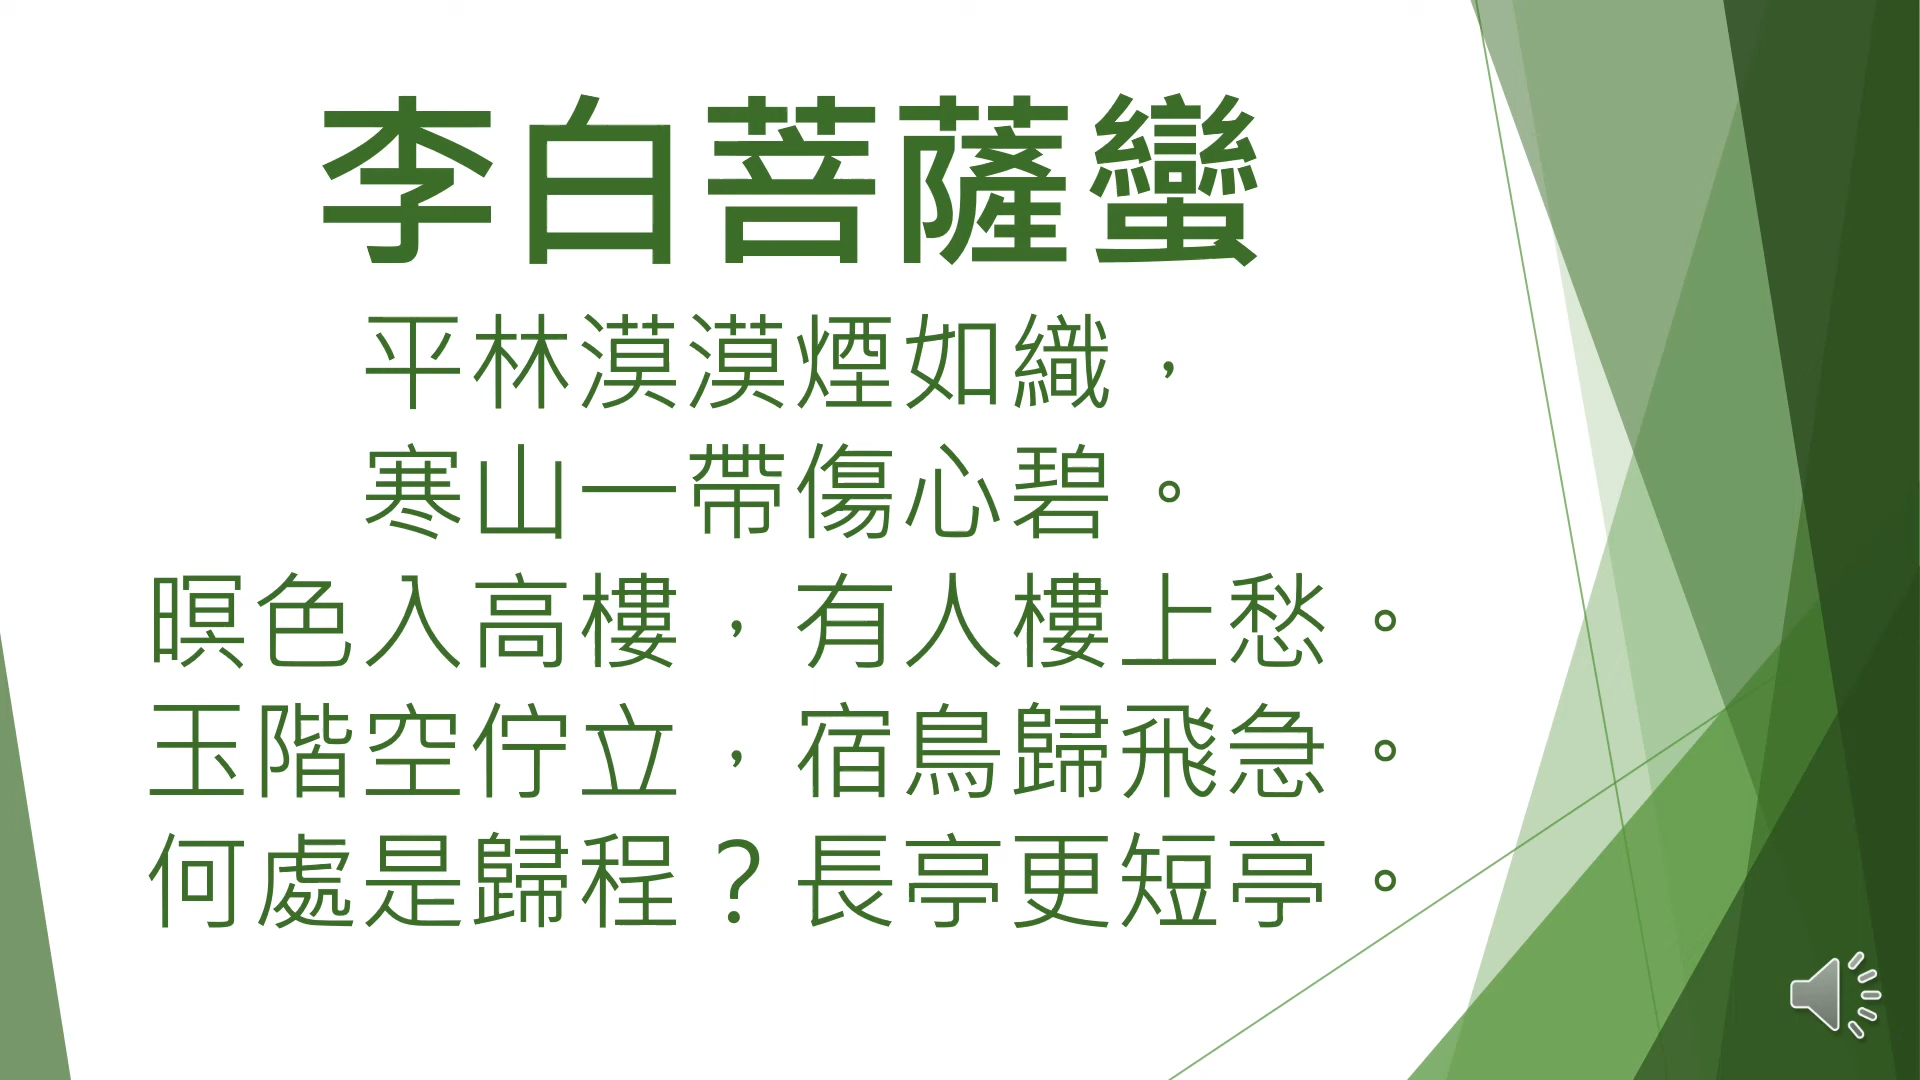 李白菩薩蠻
平林漠漠煙如織，
寒山一帶傷心碧。
暝色入高樓，有人樓上愁。
玉階空佇立，宿鳥歸飛急。
何處是歸程？長亭更短亭。